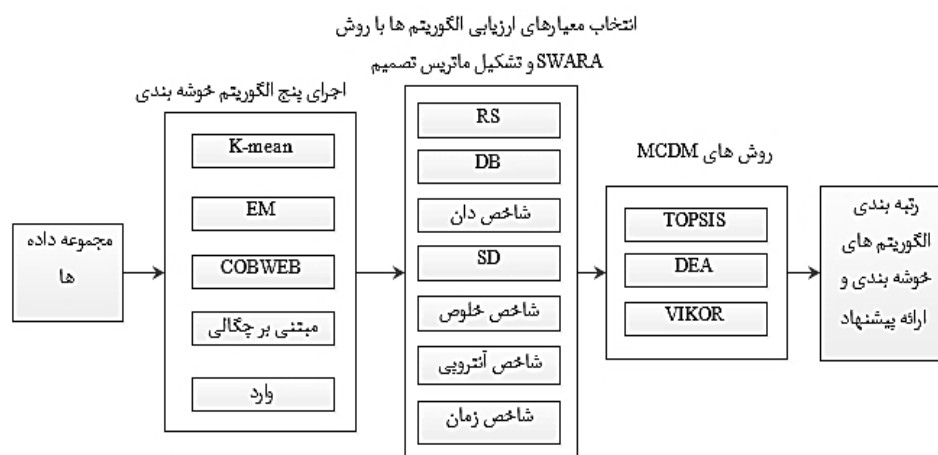 انتخاب معیارهای ارزیابی الگوریتم ها با روش
SWARA و تشکیل ماتریس تصمیم
اجرای پنج الگوریتم خوشه بندی
روش های MCDM
مجموعه داده
ها
K-mean
EM
COBWEB
مبتنی بر چگالی
وارد
RS
DB
شاخص دان
SD
شاخص خلوص
شاخص آنتروپی
شاخص زمان
TOPSIS
DEA
VIKOR
رتبه بندی
الگوریتم های
خوشه بندی و
ارائه پیشنهاد